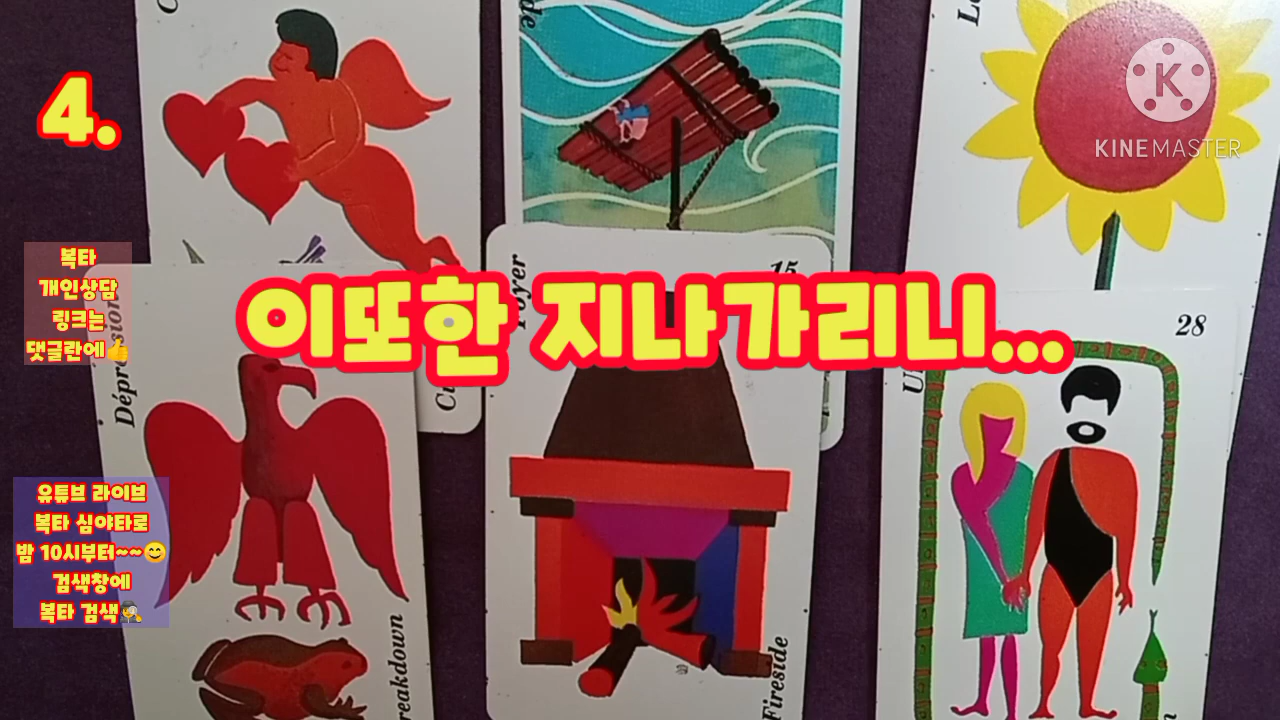 4.
KINEMASTER
15
Foyer
28
이또한 지나가리니...
복타
개인상담
링크는
댓글란에👍
유튜브 라이브
복타 심야타로
밤 10시부터~~😊
검색창에
복타 검색🕵
Fireside